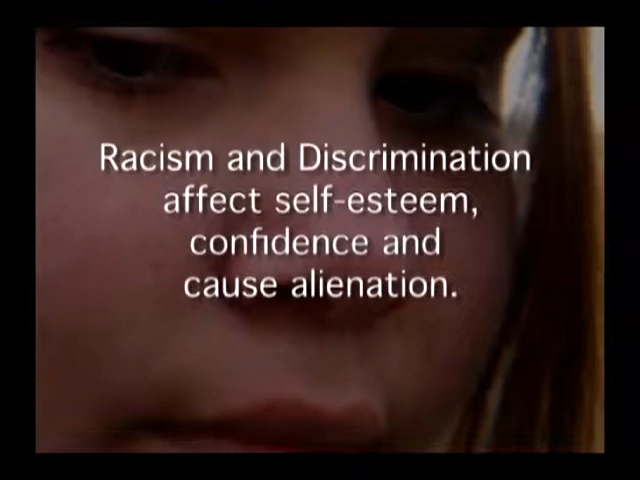 Racism and Discrimination
affect self-esteem,
confidence and
cause alienation.